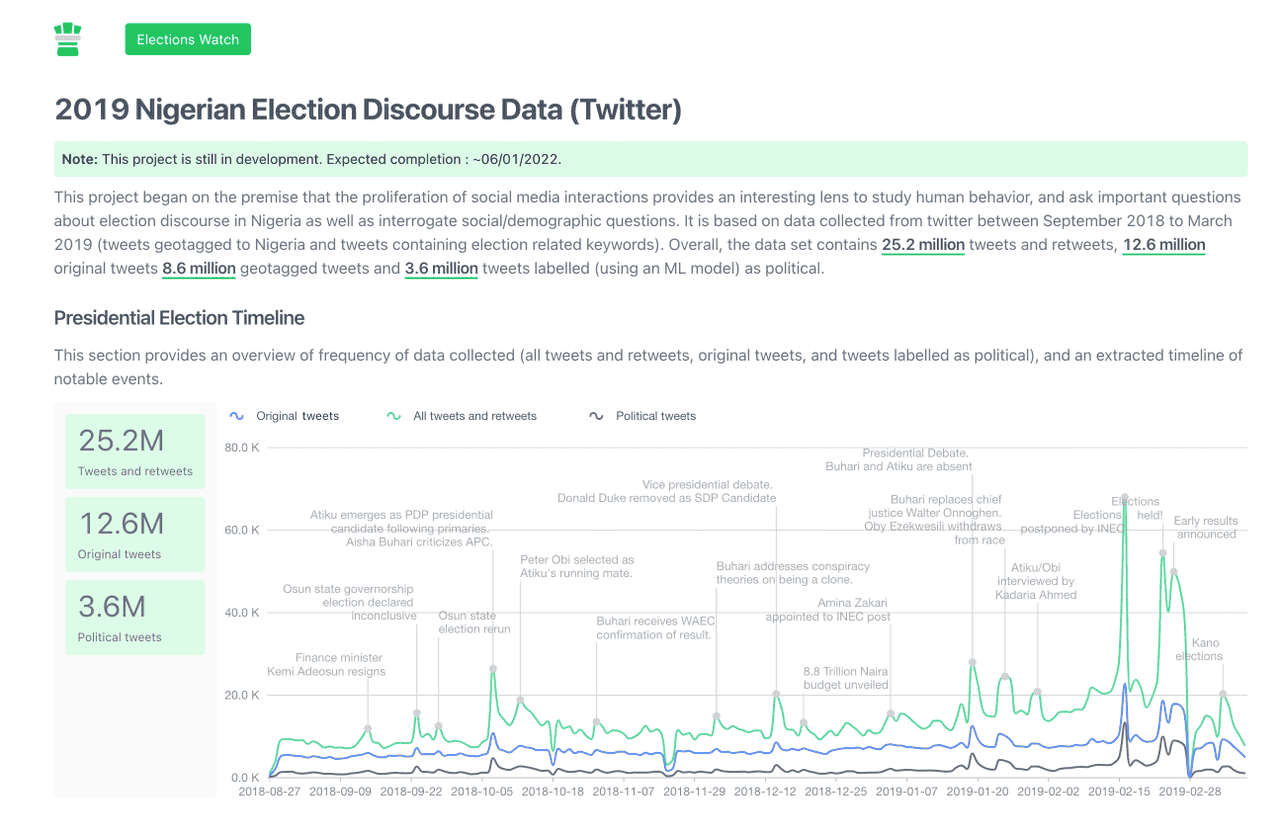 Elections Watch
2019 Nigerian Election Discourse Data (Twitter)
Note: This project is still in development. Expected completion : ~06/01/2022.
This project began on the premise that the proliferation of social media interactions provides an interesting lens to study human behavior, and ask important questions
about election discourse in Nigeria as well as interrogate social/demographic questions. It is based on data collected from twitter between September 2018 to March
2019 (tweets geotagged to Nigeria and tweets containing election related keywords). Overall, the data set contains 25.2 million tweets and retweets, 12.6 million
original tweets 8.6 million geotagged tweets and 3.6 million tweets labelled (using an ML model) as political.
Presidential Election Timeline
This section provides an overview of frequency of data collected (all tweets and retweets, original tweets, and tweets labelled as political), and an extracted timeline of
notable events.
25.2M
Tweets and retweets
12.6M
Original tweets
3.6M
Political tweets
Original tweets
All tweets and retweets
Political tweets
80.0 K
60.0 K
40.0 K
20.0 K
0.0 K
Finance minister
Kemi Adeosun resigns
Osun state governorship
election declared
inconclusive
Osun state
election rerun
Atiku emerges as PDP presidential
candidate following primaries.
Aisha Buhari criticizes APC.
Peter Obi selected as
Atiku's running mate.
Buhari receives WAEC
confirmation of result.
Buhari addresses conspiracy
theories on being a clone.
Vice presidential debate.
Donald Duke removed as SDP Candidate
8.8 Trillion Naira
budget unveiled
Amina Zakari
appointed to INEC post
Presidential Debate.
Buhari and Atiku are absent
Buhari replaces chief
justice Walter Onnoghen.
Oby Ezekwesili withdraws
from race
Atiku/Obi
interviewed by
Kadaria Ahmed
Elections
postponed by INEC
Elections
held!
Early results
announced
Kano
elections
2018-08-27
2018-09-09
2018-09-22
2018-10-05
2018-10-18
2018-11-07
2018-11-29
2018-12-12
2018-12-25
2019-01-07
2019-01-20
2019-02-02
2019-02-15
2019-02-28